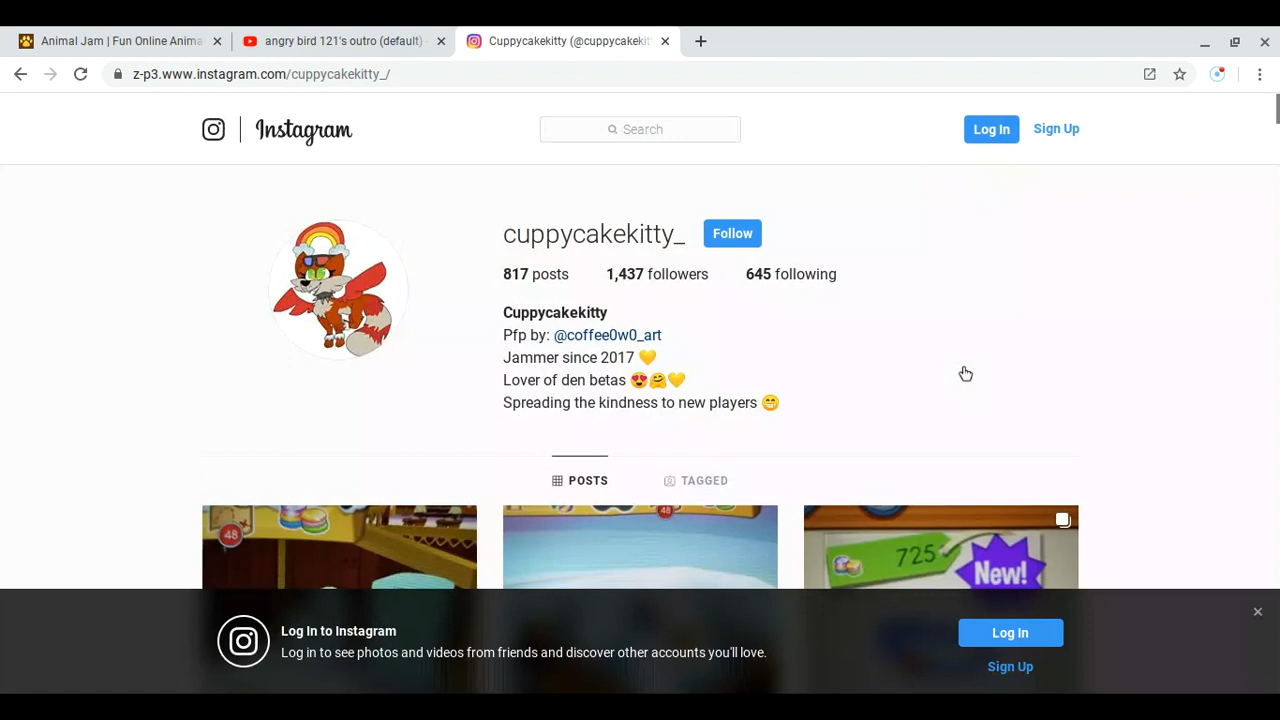 Animal Jam | Fun Online Anima
angry bird 121's outro (default) -
Cuppycakekitty (@cuppycakekit
z-p3.www.instagram.com/cuppycakekitty_/
Instagram
Search
Log In
Sign Up
cuppycakekitty_
Follow
817 posts
1,437 followers
645 following
Cuppycakekitty
Pfp by: @coffee0w0_art
Jammer since 2017 💛
Lover of den betas 😍🤗💛
Spreading the kindness to new players 😁
POSTS
TAGGED
48
48
725
New!
Log In to Instagram
Log in to see photos and videos from friends and discover other accounts you'll love.
Log In
Sign Up